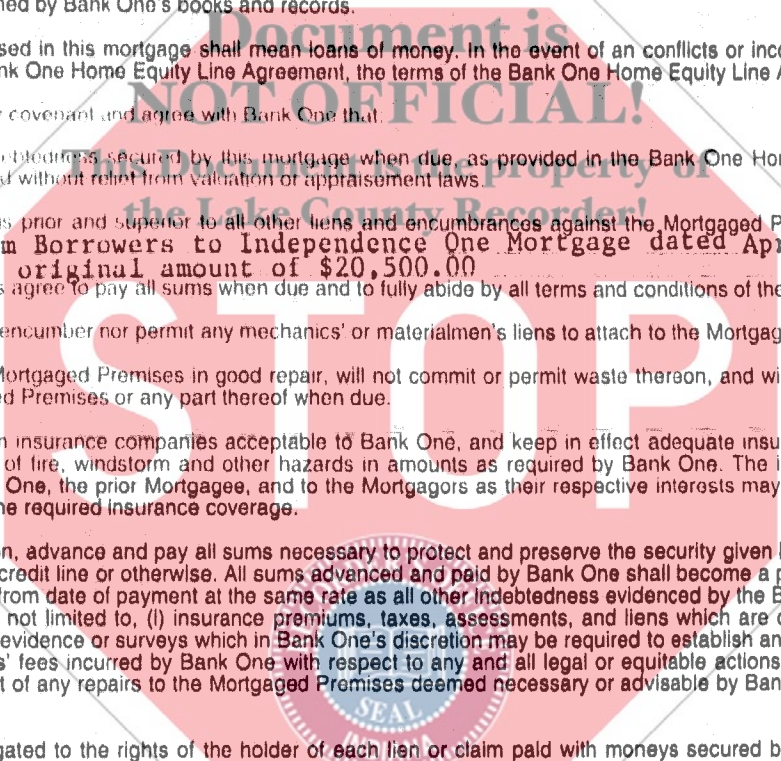 ned by Bank One's books and records.
Document is
sed in this mortgage shall mean loans of money. In the event of an conflicts or inco
nk One Home Equity Line Agreement, the terms of the Bank One Home Equity Line A
NOT OFFICIAL!
r covenant and agree with Bank One that:
This Document is the property of
ebtedness secured by this mortgage when due, as provided in the Bank One Hom
d without relief from valuation or appraisement laws.
the Lake County Recorder!
is prior and superior to all other liens and encumbrances against the Mortgaged P
m Borrowers to Independence One Mortgage dated Apr
original amount of $20,500.00
s agree to pay all sums when due and to fully abide by all terms and conditions of the
STOP
encumber nor permit any mechanics' or materialmen's liens to attach to the Mortgag
Mortgaged Premises in good repair, will not commit or permit waste thereon, and wi
ed Premises or any part thereof when due.
n insurance companies acceptable to Bank One, and keep in effect adequate insu
of fire, windstorm and other hazards in amounts as required by Bank One. The i
One, the prior Mortgagee, and to the Mortgagors as their respective interests may
he required insurance coverage.
n, advance and pay all sums necessary to protect and preserve the security given
credit line or otherwise. All sums advanced and paid by Bank One shall become a p
from date of payment at the same rate as all other indebtedness evidenced by the B
not limited to, (i) insurance premiums, taxes, assessments, and liens which are
evidence or surveys which in Bank One's discretion may be required to establish an
s' fees incurred by Bank One with respect to any and all legal or equitable actions
t of any repairs to the Mortgaged Premises deemed necessary or advisable by Ban
SEAL
INDIANA
gated to the rights of the holder of each lien or claim paid with moneys secured b